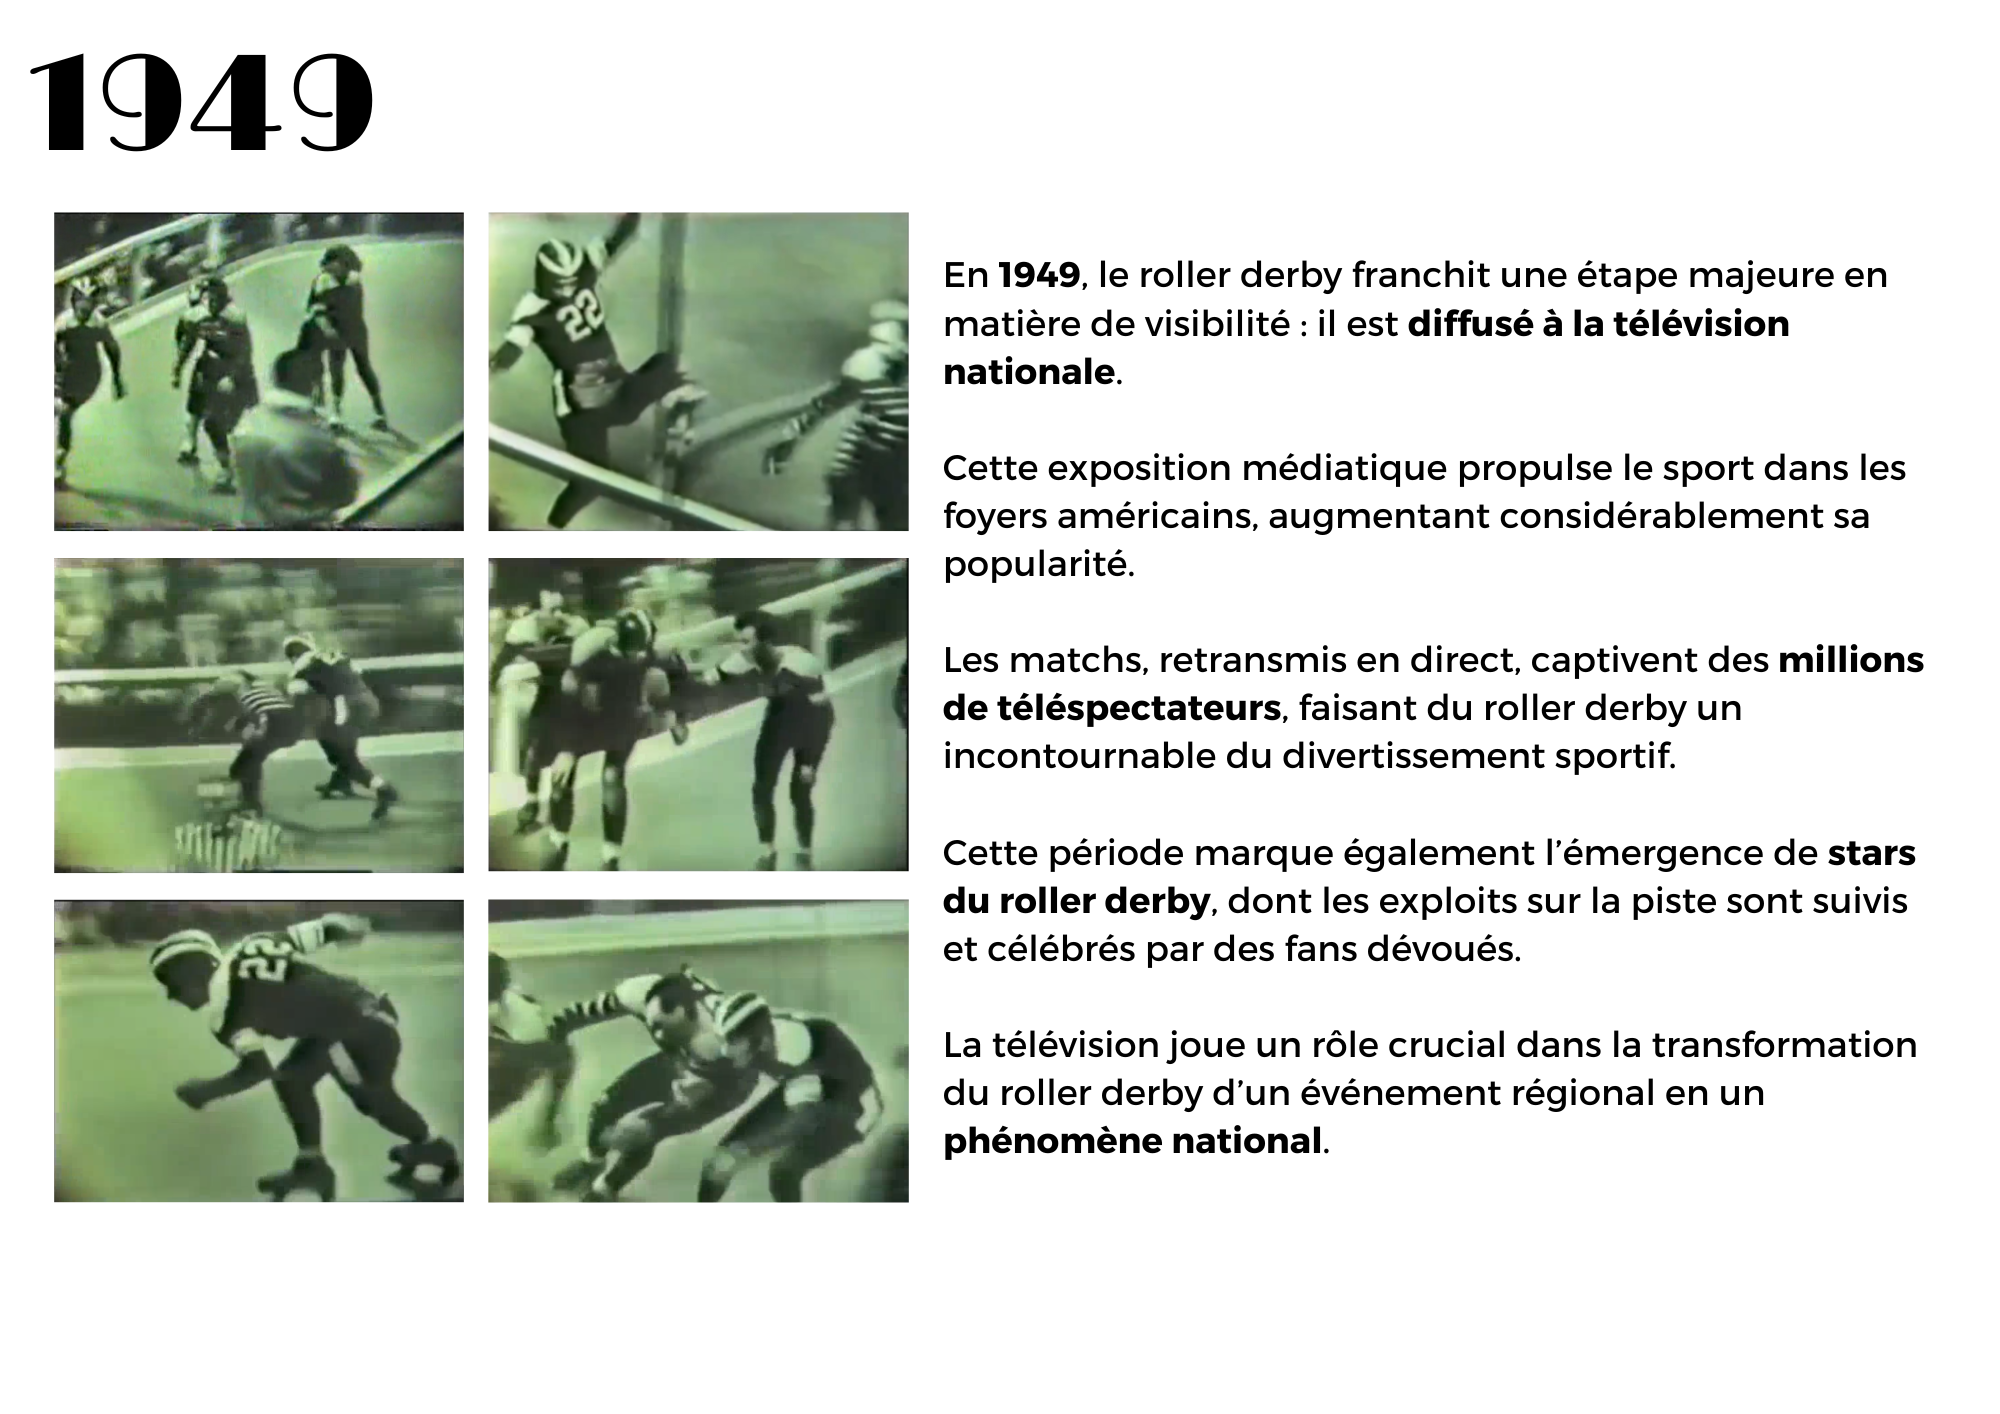 1949
22
22
En 1949, le roller derby franchit une étape majeure en
matière de visibilité : il est diffusé à la télévision
nationale.
Cette exposition médiatique propulse le sport dans les
foyers américains, augmentant considérablement sa
popularité.
Les matchs, retransmis en direct, captivent des millions
de téléspectateurs, faisant du roller derby un
incontournable du divertissement sportif.
Cette période marque également l’émergence de stars
du roller derby, dont les exploits sur la piste sont suivis
et célébrés par des fans dévoués.
La télévision joue un rôle crucial dans la transformation
du roller derby d’un événement régional en un
phénomène national.